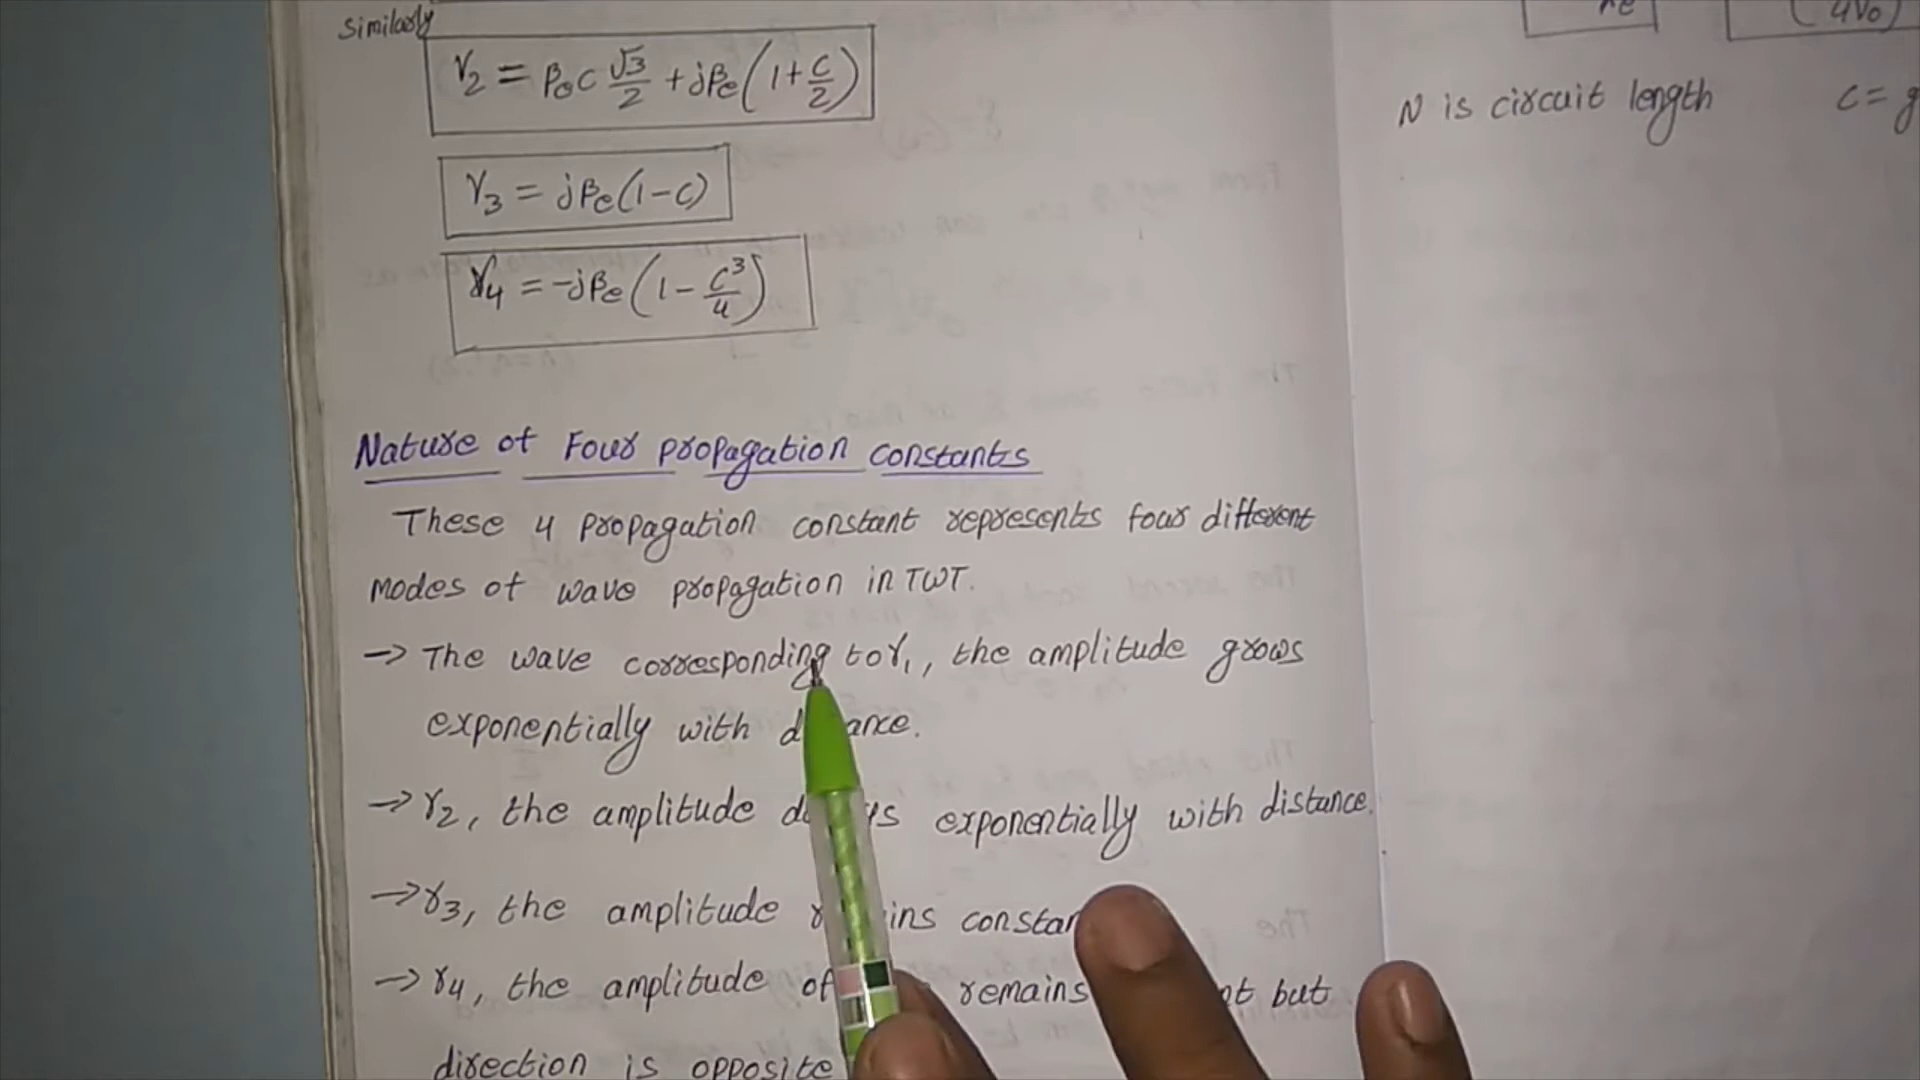 Similarly
γ2 = βeC √3/2 + jβe(1+C/2)
γ3 = jβe(1-C)
γ4 = -jβe(1 - C³/4)
Nature of Four propagation constants
These 4 propagation constant represents four different
modes of wave propagation in TWT.
→ The wave corresponding to γ1, the amplitude grows
exponentially with
→ γ2, the amplitude exponentially with distance.
→ γ3, the amplitude
→ γ4, the amplitude of remains but
direction is opposite
N is circuit length C =